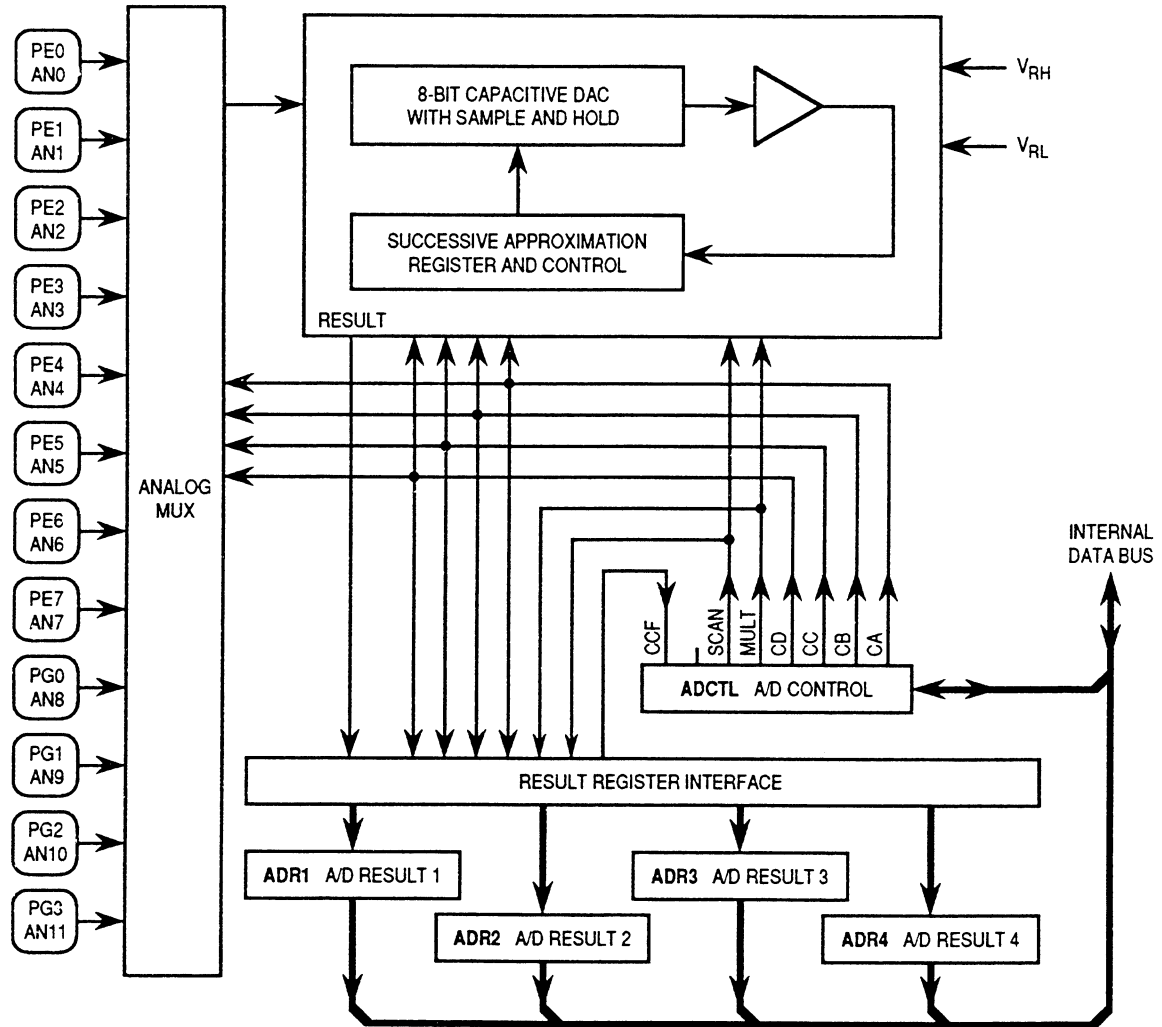 PE0
AN0
PE1
AN1
PE2
AN2
PE3
AN3
PE4
AN4
PE5
AN5
PE6
AN6
PE7
AN7
PG0
AN8
PG1
AN9
PG2
AN10
PG3
AN11
ANALOG
MUX
8-BIT CAPACITIVE DAC
WITH SAMPLE AND HOLD
SUCCESSIVE APPROXIMATION
REGISTER AND CONTROL
RESULT
VRH
VRL
INTERNAL
DATA BUS
CCF
SCAN
MULT
CD
CC
CB
CA
ADCTL A/D CONTROL
RESULT REGISTER INTERFACE
ADR1 A/D RESULT 1
ADR2 A/D RESULT 2
ADR3 A/D RESULT 3
ADR4 A/D RESULT 4